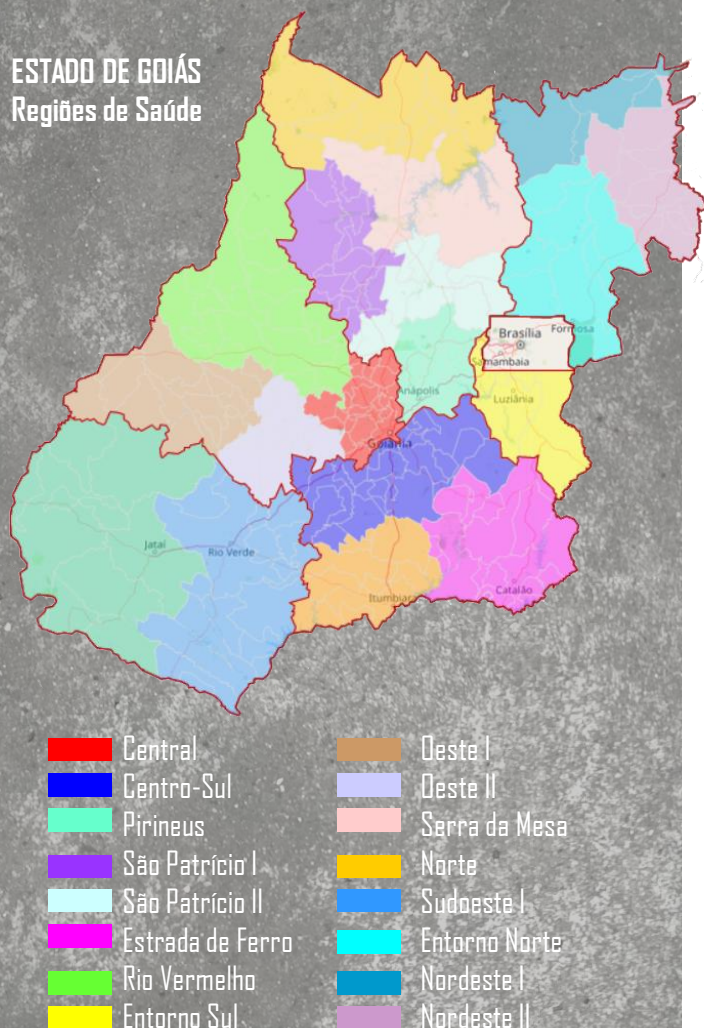 ESTADO DE GOIÁS
Regiões de Saúde
Brasília
Formosa
Samambaia
Anápolis
Luziânia
Goiânia
Jataí
Rio Verde
Itumbiara
Catalão
Central
Centro-Sul
Pirineus
São Patrício I
São Patrício II
Estrada de Ferro
Rio Vermelho
Entorno Sul
Oeste I
Oeste II
Serra da Mesa
Norte
Sudoeste I
Entorno Norte
Nordeste I
Nordeste II